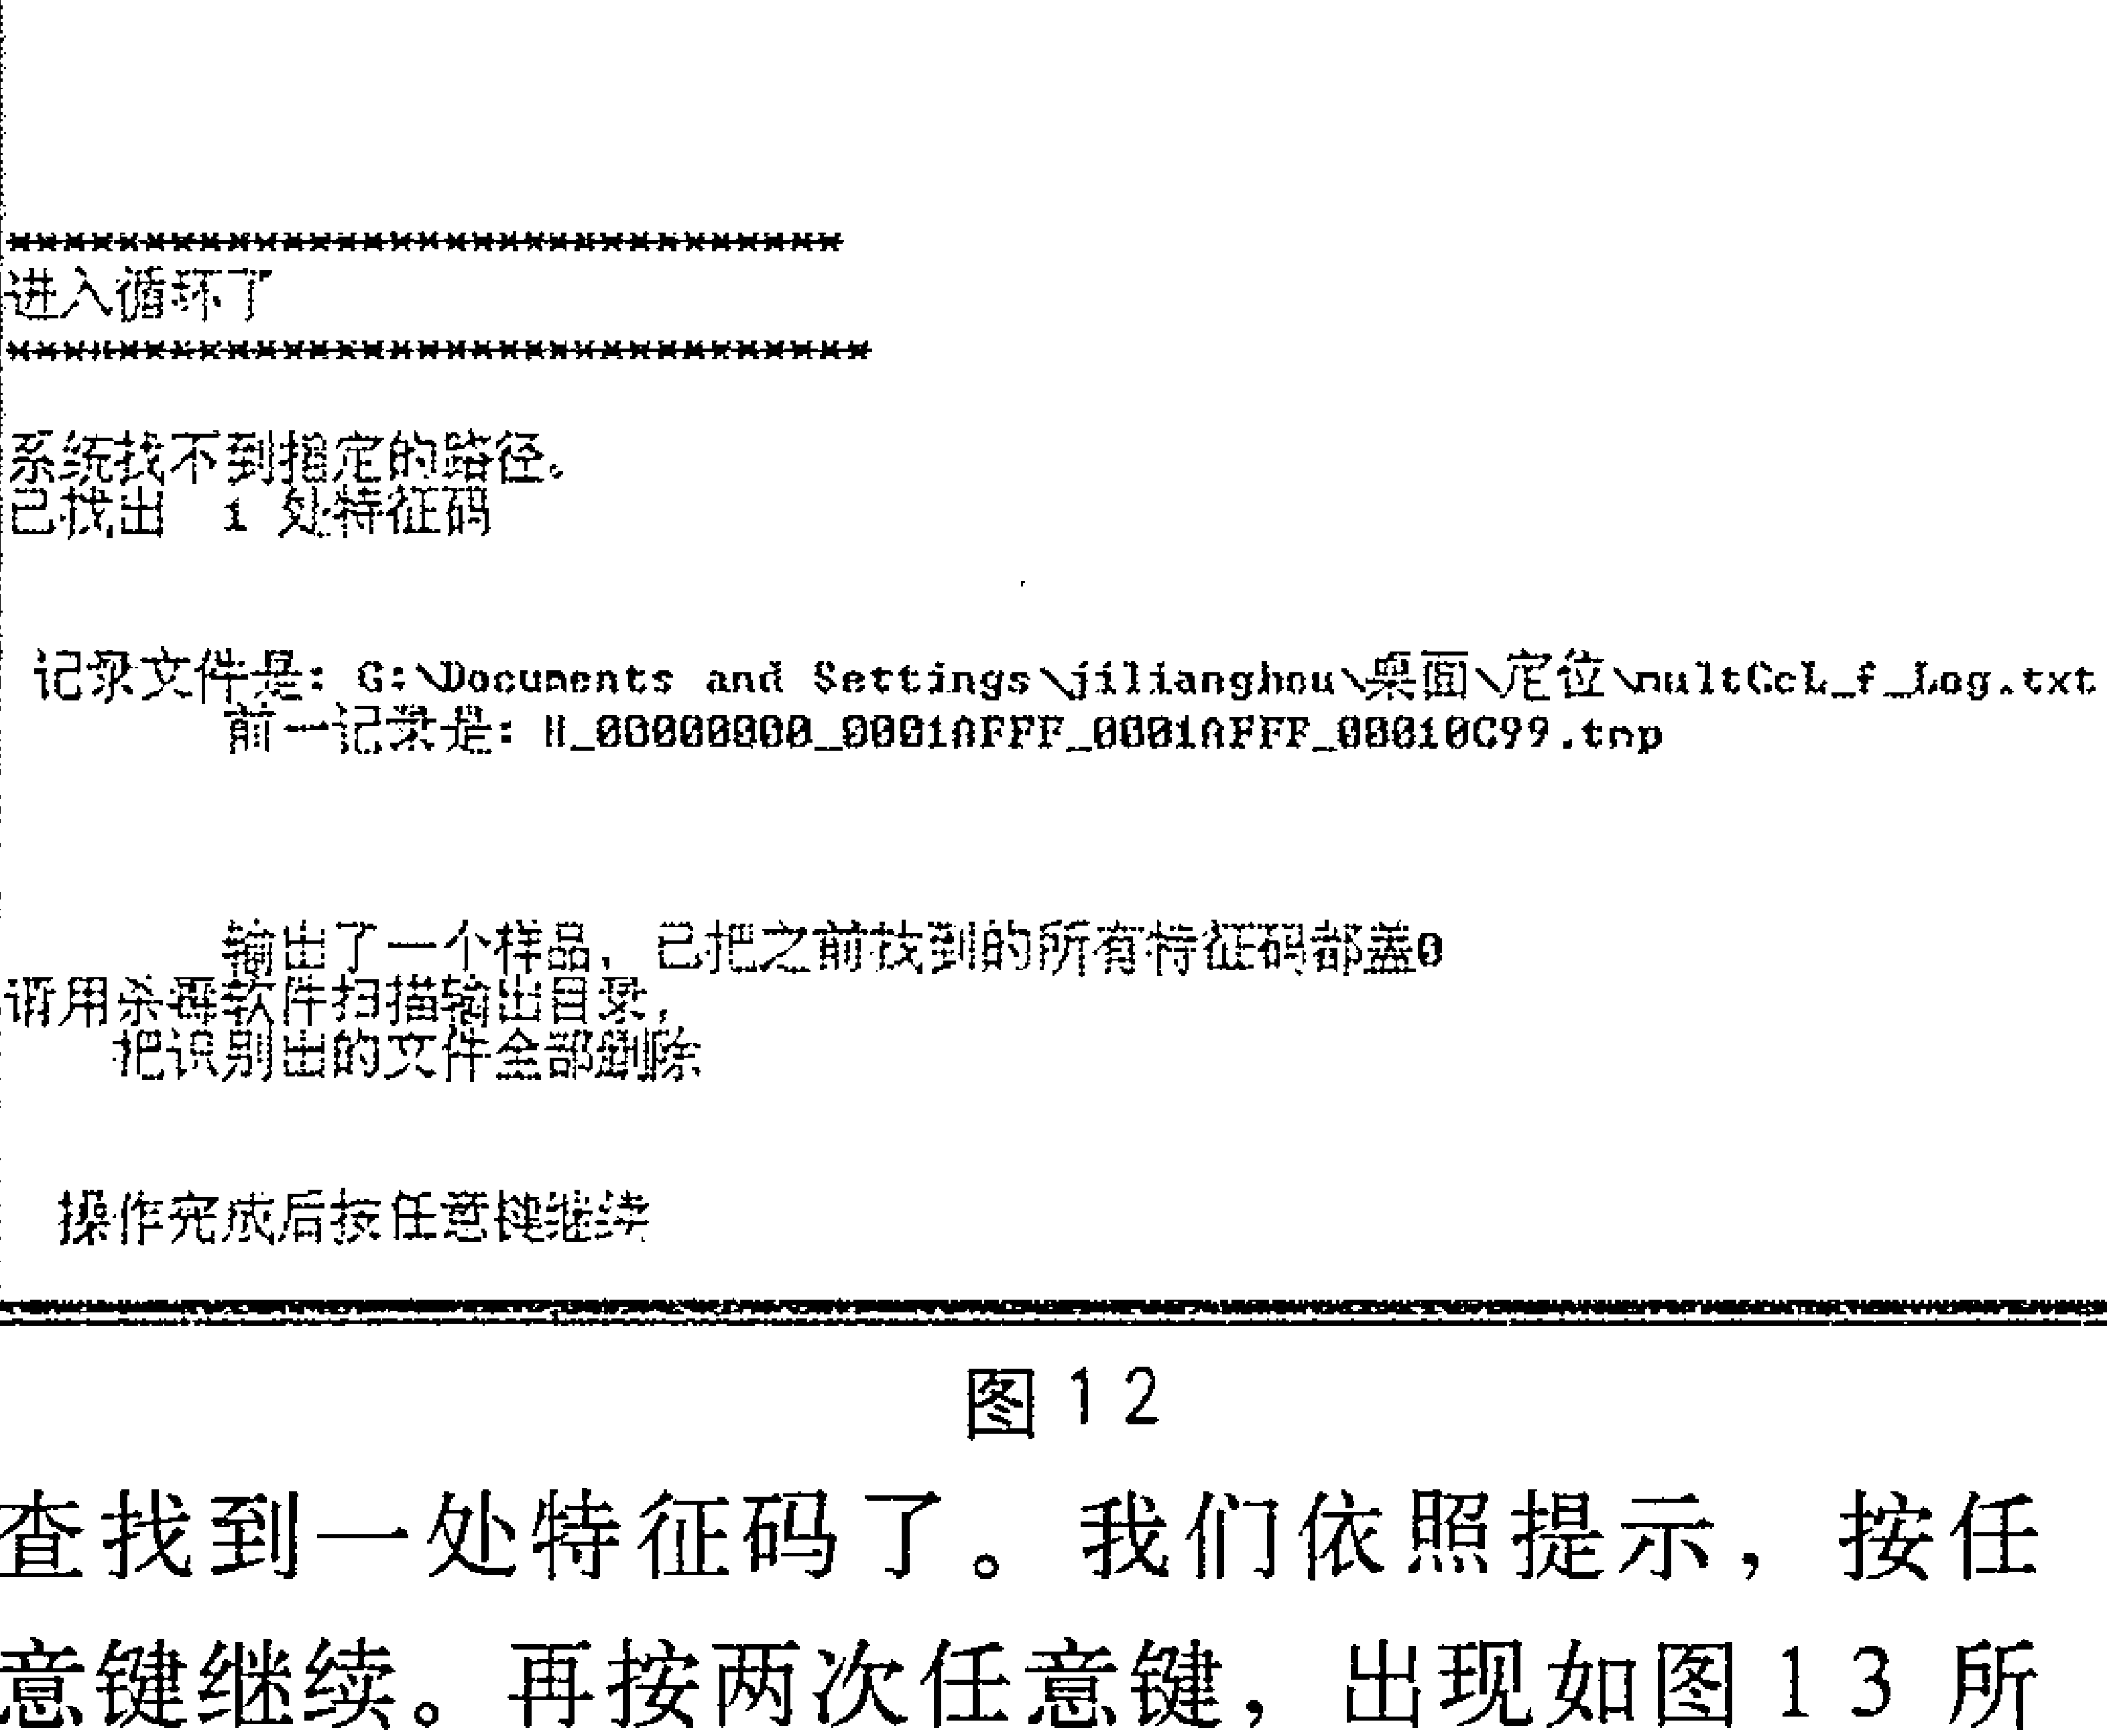 *******************************
进入循环了
********************************
系统找不到指定的路径。
已找出 1 处特征码
记录文件是: G:\Documents and Settings\jilianghou\桌面\定位\multCcL_f_Log.txt
前一记录是: H_00000000_0001AFFF_0001AFFF_00010C99.tmp
输出了一个样品, 已把之前找到的所有特征码都盖0
请用杀毒软件扫描输出目录,
把识别出的文件全部删除
操作完成后按任意键继续
图12
查找到一处特征码了。我们依照提示，按任
意键继续。再按两次任意键，出现如图13所